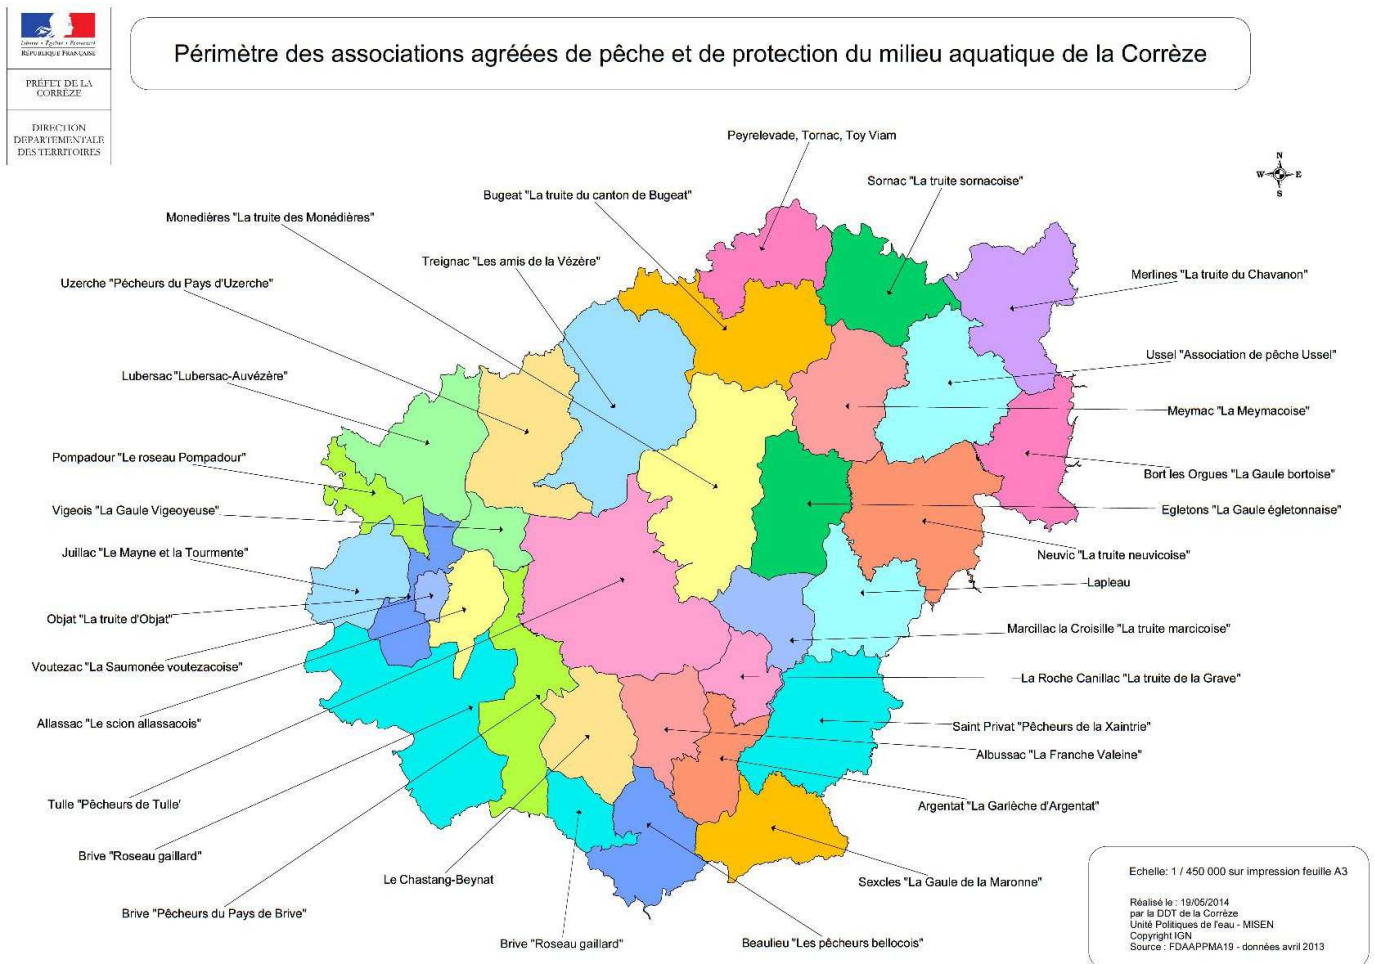 Liberté • Égalité • Fraternité
RÉPUBLIQUE FRANÇAISE
PRÉFET DE LA
CORRÈZE
DIRECTION
DEPARTEMENTALE
DES TERRITOIRES
Périmètre des associations agréées de pêche et de protection du milieu aquatique de la Corrèze
N
W E
S
Peyrelevade, Tornac, Toy Viam
Sornac "La truite sornacoise"
Bugeat "La truite du canton de Bugeat"
Monedières "La truite des Monédières"
Treignac "Les amis de la Vézère"
Uzerche "Pécheurs du Pays d'Uzerche"
Merlines "La truite du Chavanon"
Ussel "Association de pêche Ussel"
Lubersac "Lubersac-Auvézère"
Meymac "La Meymacoise"
Pompadour "Le roseau Pompadour"
Bort les Orgues "La Gaule bortoise"
Vigeois "La Gaule Vigeoyeuse"
Egletons "La Gaule égletonnaise"
Juillac "Le Mayne et la Tourmente"
Neuvic "La truite neuvicoise"
Lapleau
Objat "La truite d'Objat"
Marcillac la Croisille "La truite marcicoise"
Voutezac "La Saumonée voutezacoise"
La Roche Canillac "La truite de la Grave"
Allassac "Le scion allassacois"
Saint Privat "Pêcheurs de la Xaintrie"
Albussac "La Franche Valeine"
Tulle "Pêcheurs de Tulle'
Argentat "La Garlèche d'Argentat"
Brive "Roseau gaillard"
Le Chastang-Beynat
Sexcles "La Gaule de la Maronne"
Brive "Pêcheurs du Pays de Brive"
Brive "Roseau gaillard"
Beaulieu "Les pêcheurs bellocois"
Echelle: 1 / 450 000 sur impression feuille A3
Réalisé le : 19/05/2014
par la DDT de la Corrèze
Unité Politiques de l'eau - MISEN
Copyright IGN
Source : FDAAPPMA19 - données avril 2013